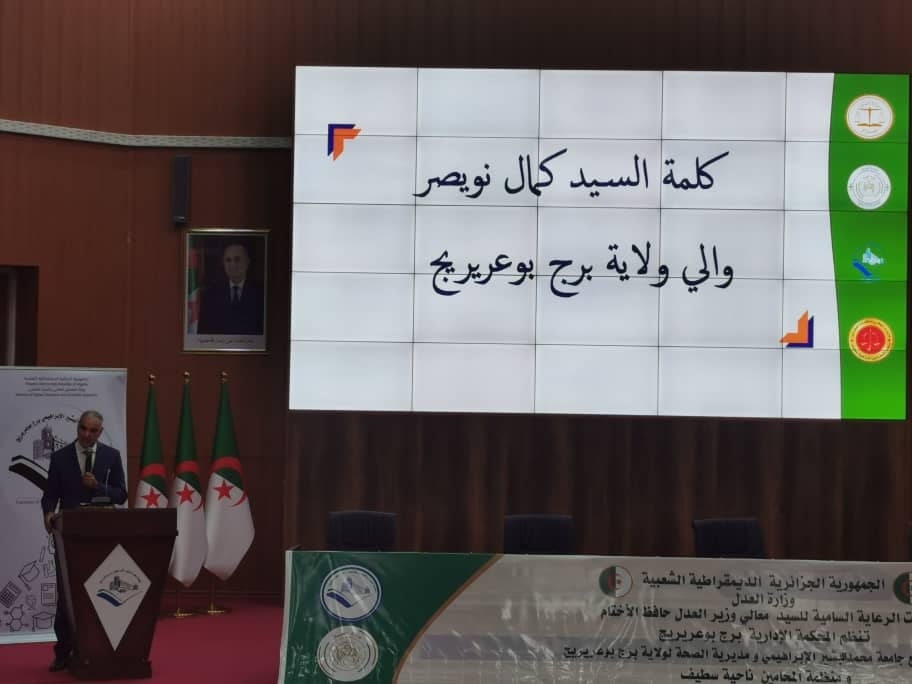 كلمة السيد كمال نويصر
والي ولاية برج بوعريريج
الجمهورية الجزائرية الديمقراطية الشعبية
وزارة العدل
الرعاية السامية للسيد معالي وزير العدل حافظ الأختام
تنظم المحكمة الإدارية برج بوعريريج
جامعة محمد البشير الإبراهيمي و مديرية الصحة لولاية برج بوعريريج
و منظمة المحامين ناحية سطيف